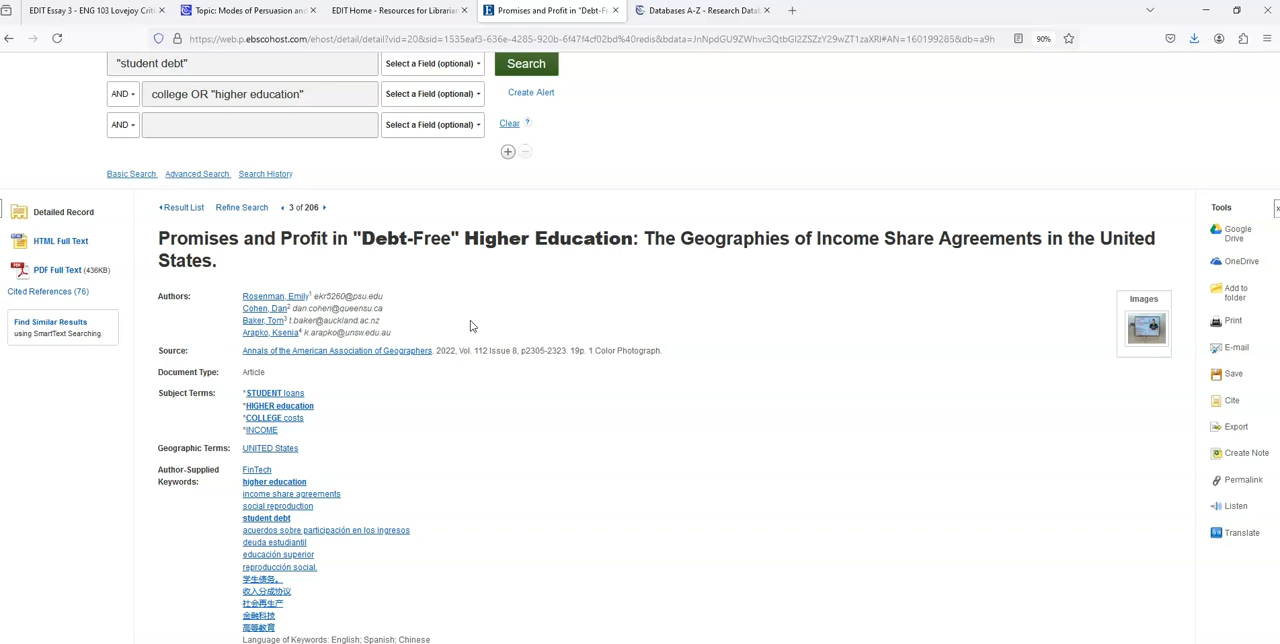 EDIT Essay 3 - ENG 103 Lovejoy Criti
Topic: Modes of Persuasion and
EDIT Home - Resources for Librarian
Promises and Profit in "Debt-Fr
Databases A-Z - Research Datab
https://web.p.ebscohost.com/ehost/detail/detail?vid=20&sid=1535aef3-636e-4285-920b-6f47f4cf02bd%40redis&bdata=JnNpdGU9ZWhvc3QtbGl2ZSZzY29wZT1zaXRl#AN=160199285&db=a9h
90%
"student debt"
Select a Field (optional)
Search
AND
college OR "higher education"
Select a Field (optional)
Create Alert
AND
Select a Field (optional)
Clear ?
Basic Search Advanced Search Search History
Detailed Record
HTML Full Text
PDF Full Text (436KB)
Cited References (76)
Find Similar Results
using SmartText Searching.
Result List Refine Search 3 of 206
Promises and Profit in "Debt-Free" Higher Education: The Geographies of Income Share Agreements in the United
States.
Authors:
Rosenman, Emily1 ekr5260@psu.edu
Cohen, Dan2 dan.cohen@queensu.ca
Baker, Tom3 t.baker@auckland.ac.nz
Arapko, Ksenia4 k.arapko@unsw.edu.au
Source:
Annals of the American Association of Geographers. 2022, Vol. 112 Issue 8, p2305-2323. 19p. 1 Color Photograph.
Document Type:
Article
Subject Terms:
*STUDENT loans
*HIGHER education
*COLLEGE costs
*INCOME
Geographic Terms:
UNITED States
Author-Supplied
Keywords:
FinTech
higher education
income share agreements
social reproduction
student debt
acuerdos sobre participación en los ingresos
deuda estudiantil
educación superior
reproducción social.
学生债务。
收入分成协议
社会再生产
金融科技
高等教育
Language of Keywords: English; Spanish; Chinese
Images
Tools
Google
Drive
OneDrive
Add to
folder
Print
E-mail
Save
Cite
Export
Create Note
Permalink
Listen
Translate